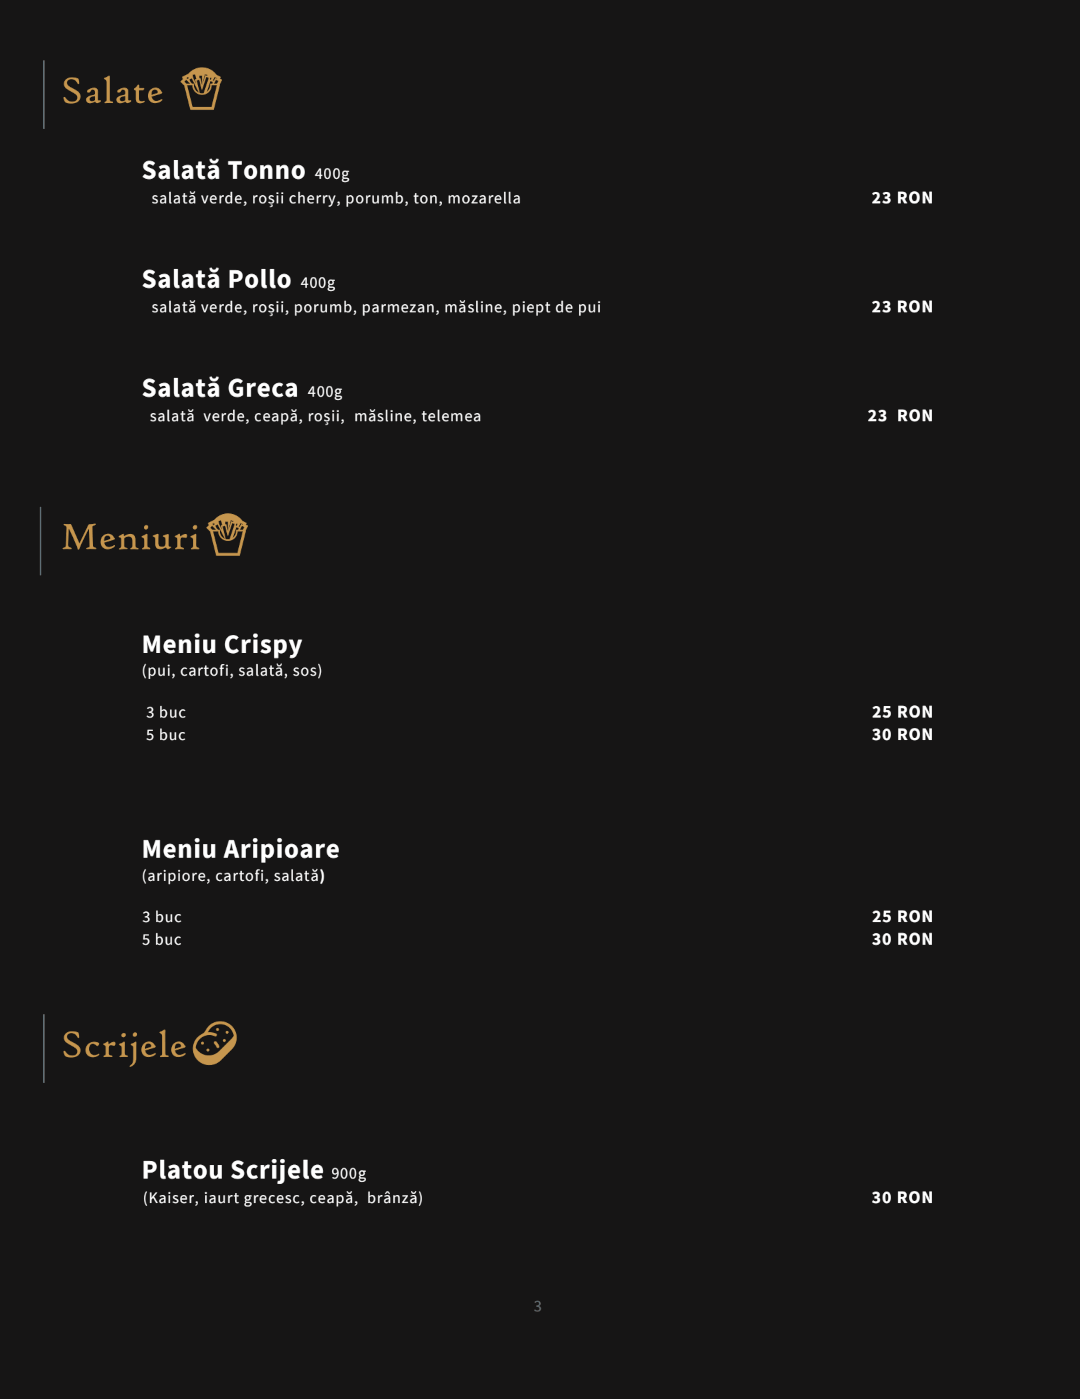 Salate
Salată Tonno 400g
salată verde, roșii cherry, porumb, ton, mozarella 23 RON
Salată Pollo 400g
salată verde, roșii, porumb, parmezan, măsline, piept de pui 23 RON
Salată Greca 400g
salată verde, ceapă, roșii, măsline, telemea 23 RON
Meniuri
Meniu Crispy
(pui, cartofi, salată, sos)
3 buc 25 RON
5 buc 30 RON
Meniu Aripioare
(aripiore, cartofi, salată)
3 buc 25 RON
5 buc 30 RON
Scrijele
Platou Scrijele 900g
(Kaiser, iaurt grecesc, ceapă, brânză) 30 RON
3